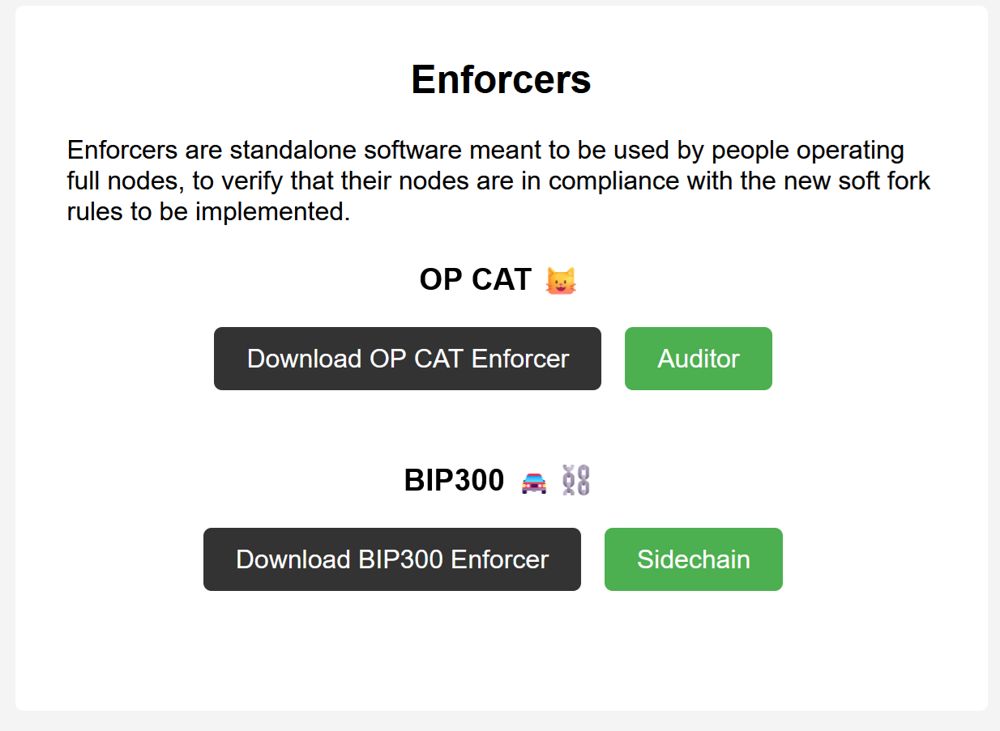 Enforcers
Enforcers are standalone software meant to be used by people operating
full nodes, to verify that their nodes are in compliance with the new soft fork
rules to be implemented.
OP CAT 😺
Download OP CAT Enforcer
Auditor
BIP300 🚘 ⛓
Download BIP300 Enforcer
Sidechain